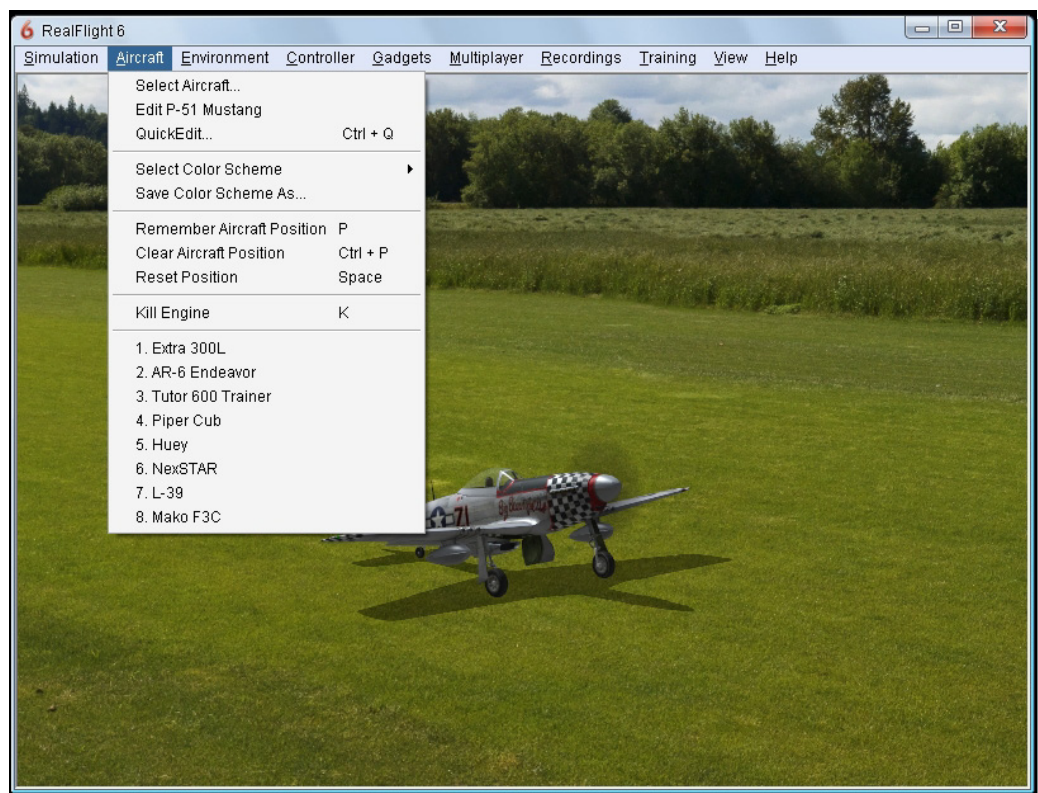 6 RealFlight 6
Simulation Aircraft Environment Controller Gadgets Multiplayer Recordings Training View Help
Select Aircraft...
Edit P-51 Mustang
QuickEdit... Ctrl + Q
Select Color Scheme
Save Color Scheme As...
Remember Aircraft Position P
Clear Aircraft Position Ctrl + P
Reset Position Space
Kill Engine K
1. Extra 300L
2. AR-6 Endeavor
3. Tutor 600 Trainer
4. Piper Cub
5. Huey
6. NexSTAR
7. L-39
8. Mako F3C
71